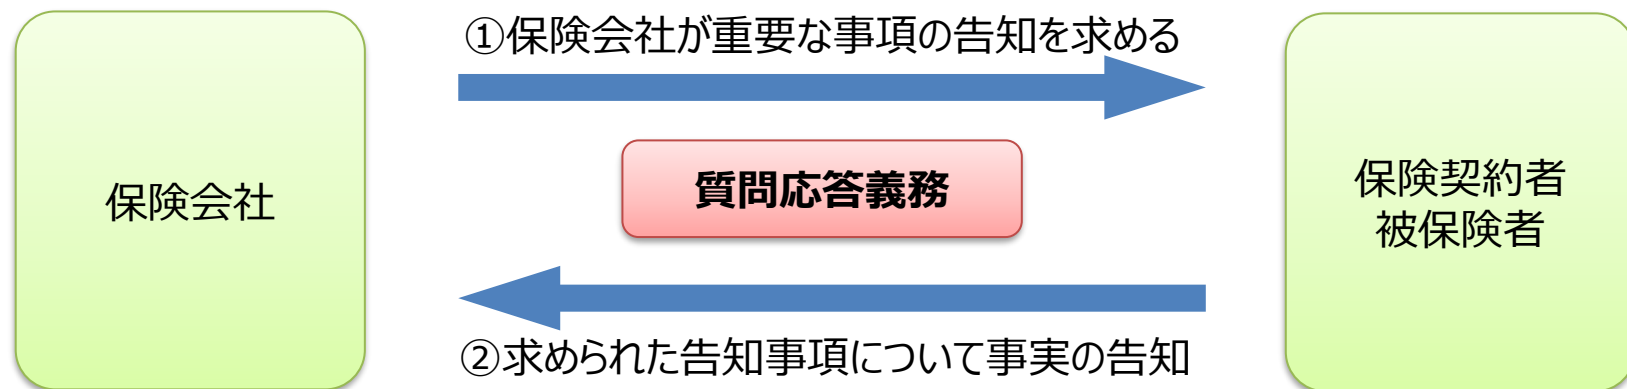 ①保険会社が重要な事項の告知を求める
保険会社
質問応答義務
保険契約者
被保険者
②求められた告知事項について事実の告知